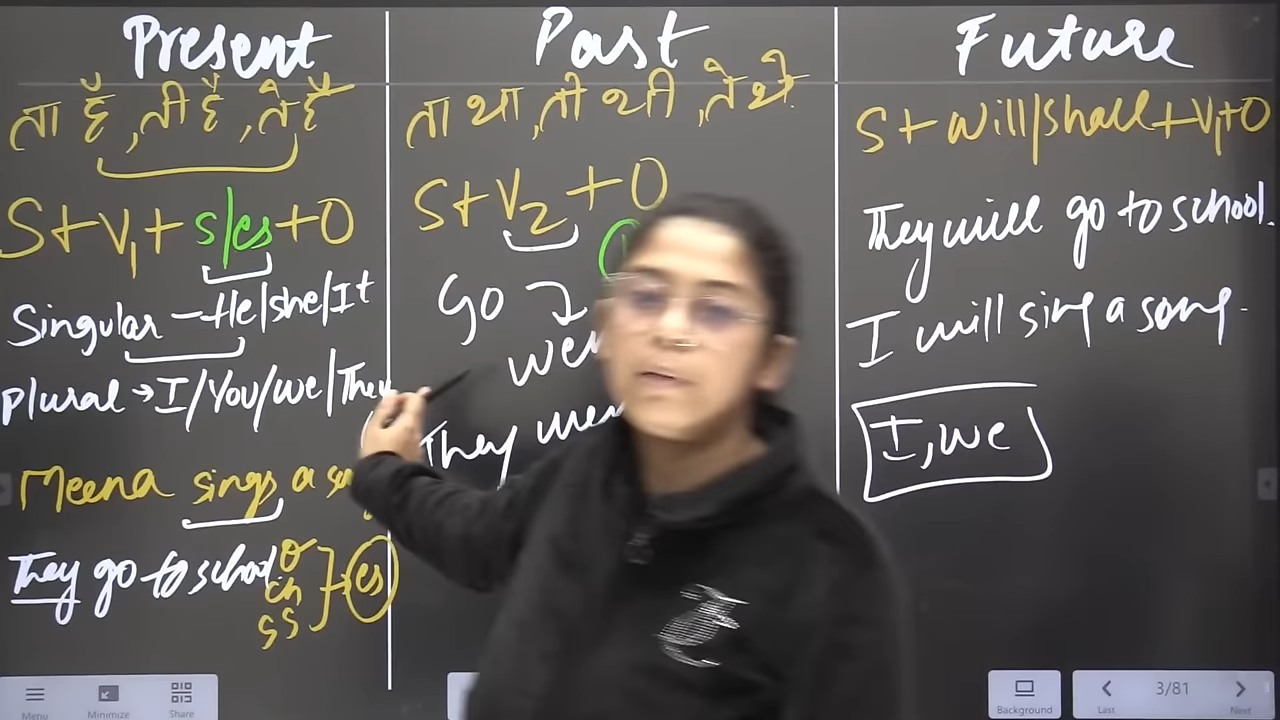 Present
ता है, ती है, ते हैं
S+V1+ s/es +O
Singular - He/She/It
Plural → I/You/we/They
Meena sings a
They go to school.
o
ch
ss
es
Past
ता था, ती थी, ते थे
S+V2+O
Go
They
Future
S+will/shall+V1+O
They will go to school.
I will sing a song.
I, we
Menu
Minimize
Share
Background
Last
3/81
Next